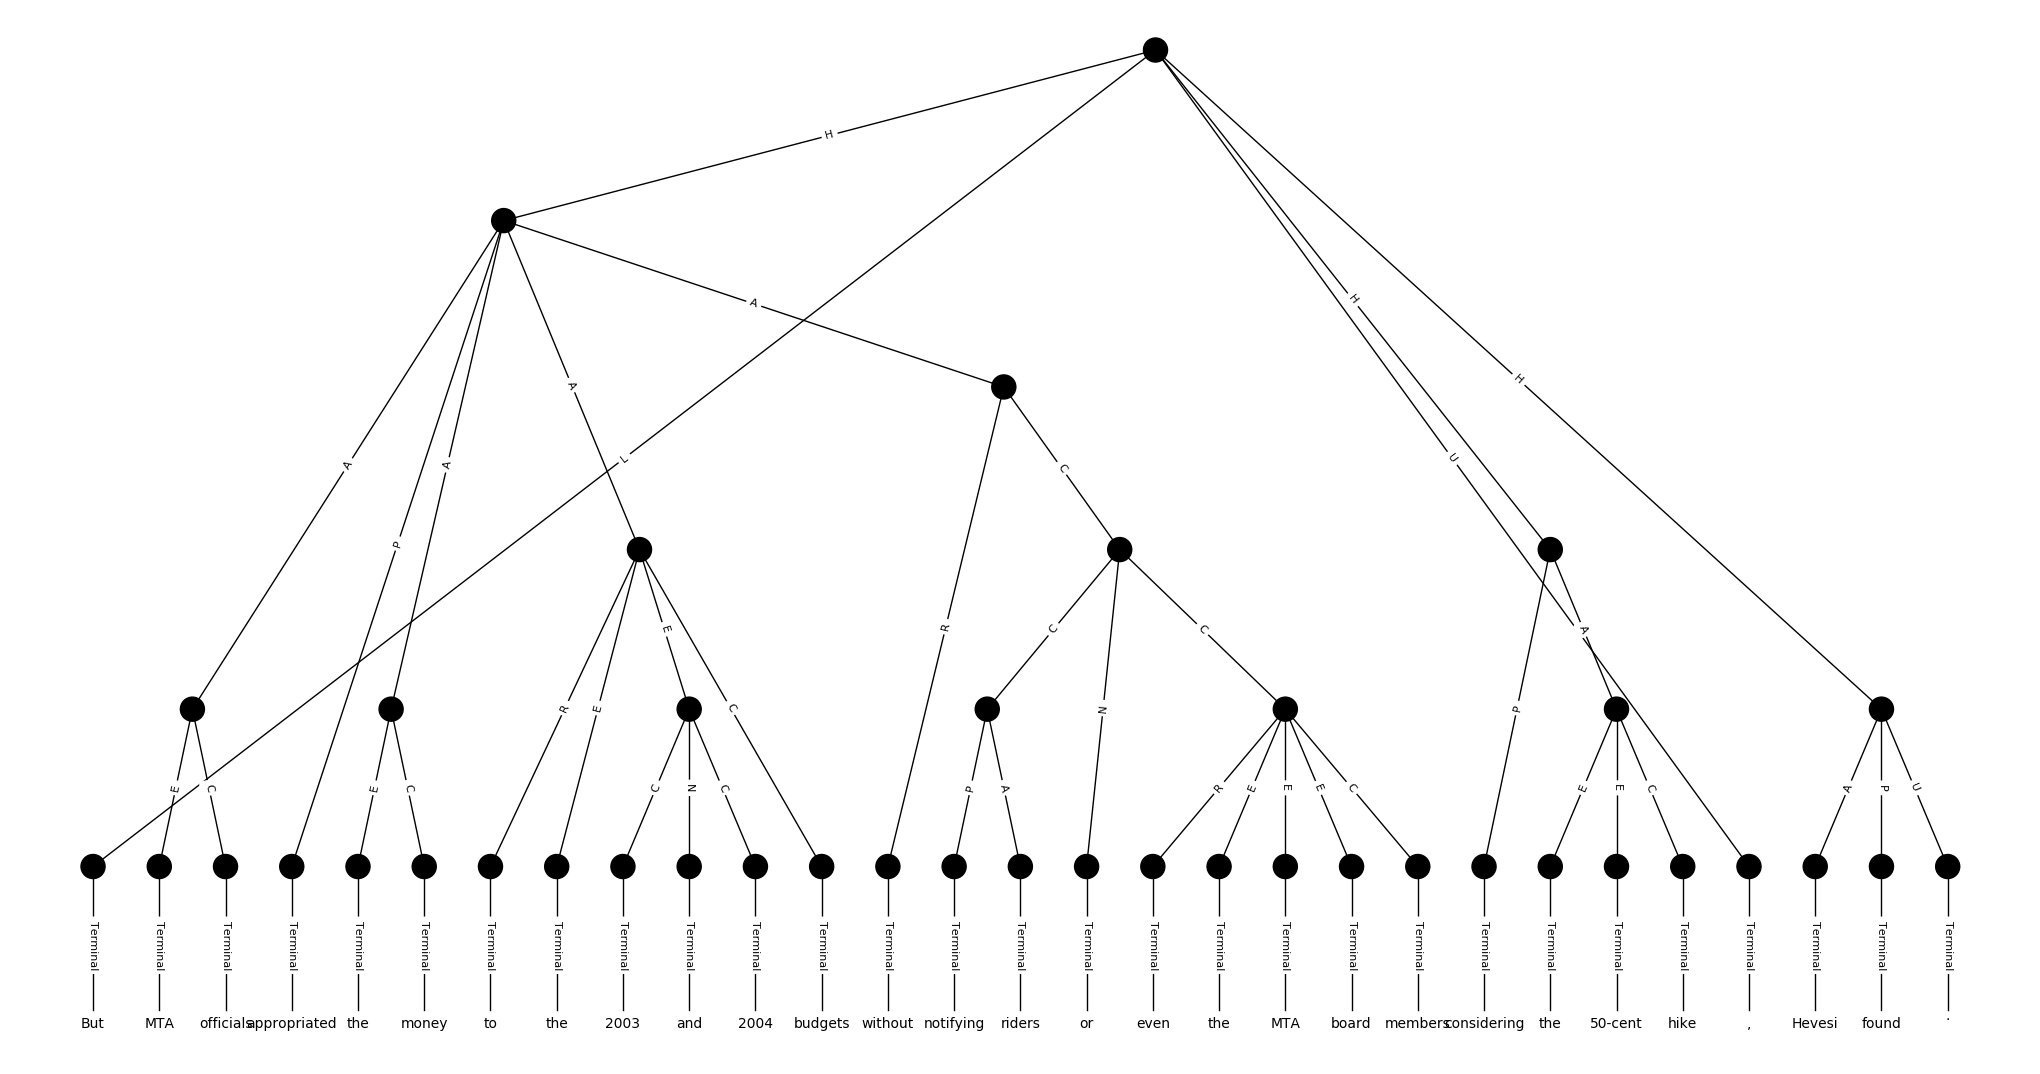 H
A
H
H
A
L
U
A
P
A
C
R
E
C
C
A
R
E
C
P
N
E
C
E
C
C
N
C
P
A
R
E
E
E
C
E
E
C
A
P
U
Terminal Terminal Terminal Terminal Terminal Terminal Terminal Terminal Terminal Terminal Terminal Terminal Terminal Terminal Terminal Terminal Terminal Terminal Terminal Terminal Terminal Terminal Terminal Terminal Terminal Terminal Terminal Terminal Terminal
But MTA officials appropriated the money to the 2003 and 2004 budgets without notifying riders or even the MTA board members considering the 50-cent hike , Hevesi found .